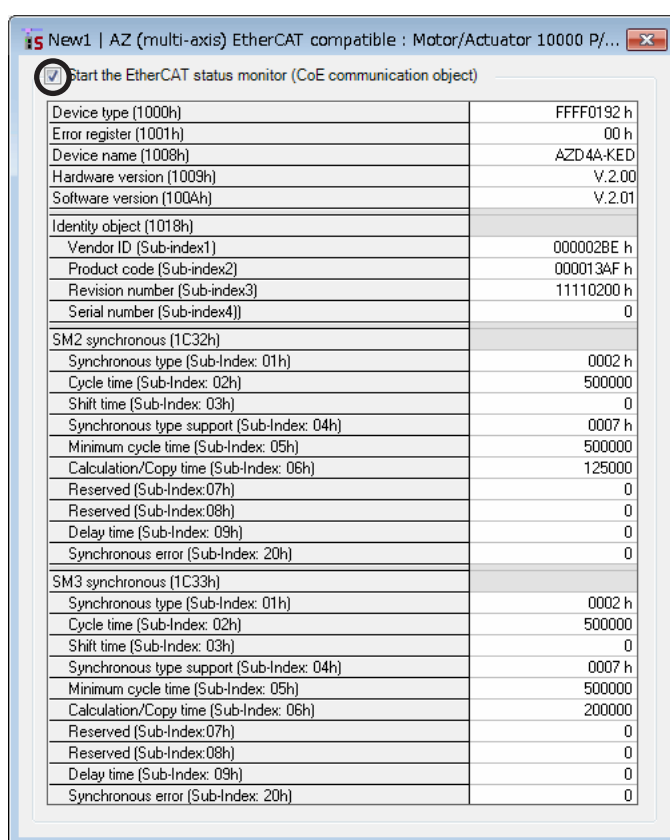 New1 | AZ (multi-axis) EtherCAT compatible : Motor/Actuator 10000 P/...
Start the EtherCAT status monitor (CoE communication object)
Device type (1000h) FFFF0192 h
Error register (1001h) 00 h
Device name (1008h) AZD4A-KED
Hardware version (1009h) V.2.00
Software version (100Ah) V.2.01
Identity object (1018h)
Vendor ID (Sub-index1) 000002BE h
Product code (Sub-index2) 000013AF h
Revision number (Sub-index3) 11110200 h
Serial number (Sub-index4)) 0
SM2 synchronous (1C32h)
Synchronous type (Sub-Index: 01h) 0002 h
Cycle time (Sub-Index: 02h) 500000
Shift time (Sub-Index: 03h) 0
Synchronous type support (Sub-Index: 04h) 0007 h
Minimum cycle time (Sub-Index: 05h) 500000
Calculation/Copy time (Sub-Index: 06h) 125000
Reserved (Sub-Index:07h) 0
Reserved (Sub-Index:08h) 0
Delay time (Sub-Index: 09h) 0
Synchronous error (Sub-Index: 20h) 0
SM3 synchronous (1C33h)
Synchronous type (Sub-Index: 01h) 0002 h
Cycle time (Sub-Index: 02h) 500000
Shift time (Sub-Index: 03h) 0
Synchronous type support (Sub-Index: 04h) 0007 h
Minimum cycle time (Sub-Index: 05h) 500000
Calculation/Copy time (Sub-Index: 06h) 200000
Reserved (Sub-Index:07h) 0
Reserved (Sub-Index:08h) 0
Delay time (Sub-Index: 09h) 0
Synchronous error (Sub-Index: 20h) 0